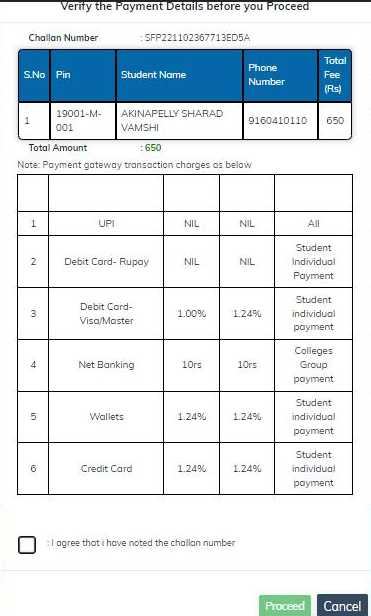 Verify the Payment Details before you Proceed
Challan Number : SFP221102367713ED5A
S.No Pin Student Name Phone Number Total Fee (Rs)
1 19001-M-001 AKINAPELLY SHARAD VAMSHI 9160410110 650
Total Amount : 650
Note: Payment gateway transaction charges as below
1 UPI NIL NIL All
2 Debit Card- Rupay NIL NIL Student Individual Payment
3 Debit Card- Visa/Master 1.00% 1.24% Student individual payment
4 Net Banking 10rs 10rs Colleges Group payment
5 Wallets 1.24% 1.24% Student individual payment
6 Credit Card 1.24% 1.24% Student individual payment
: I agree that i have noted the challan number
Proceed Cancel